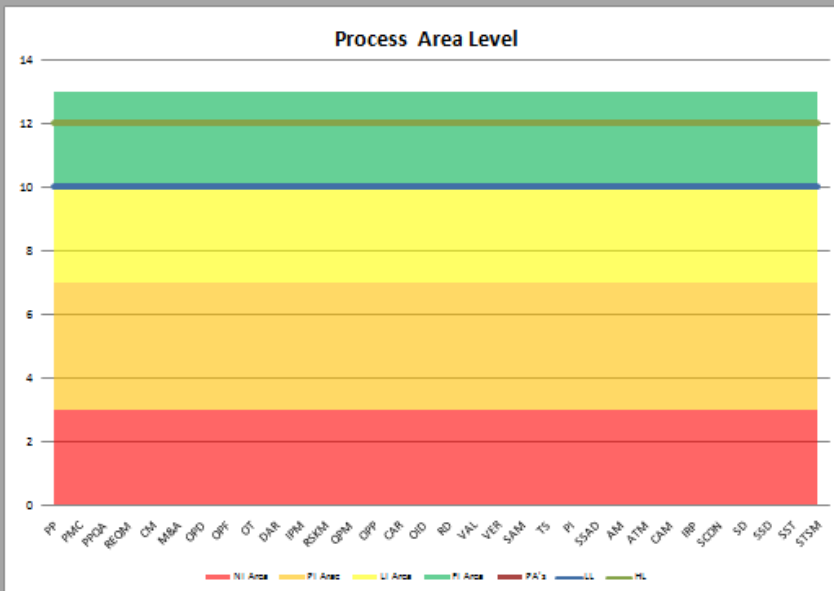 Process Area Level
14
12
10
8
6
4
2
0
PP PMC PPQA REQM CM M&A OPD OPF OT DAR IPM RSKM QPM OPP CAR OID RD VAL VER SAM TS PI SSAD AM ATM CAM IRP SCON SD SSD SST STSM
NI Area PI Area LI Area FI Area PA's LL HL